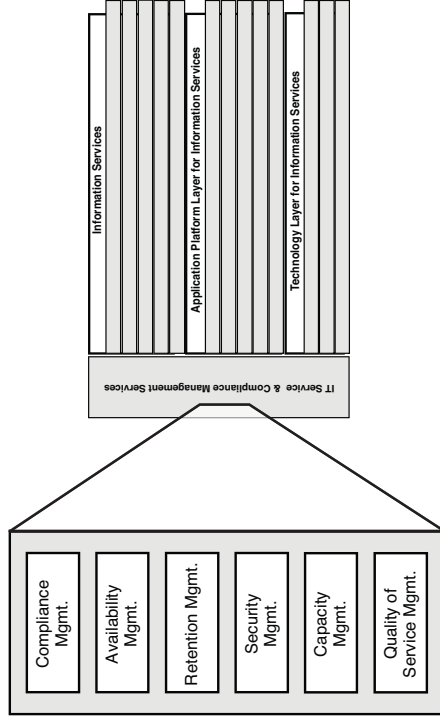 Compliance
Mgmt.
Availability
Mgmt.
Retention Mgmt.
Security
Mgmt.
Capacity
Mgmt.
Quality of
Service Mgmt.
IT Service & Compliance Management Services
Information Services
Application Platform Layer for Information Services
Technology Layer for Information Services